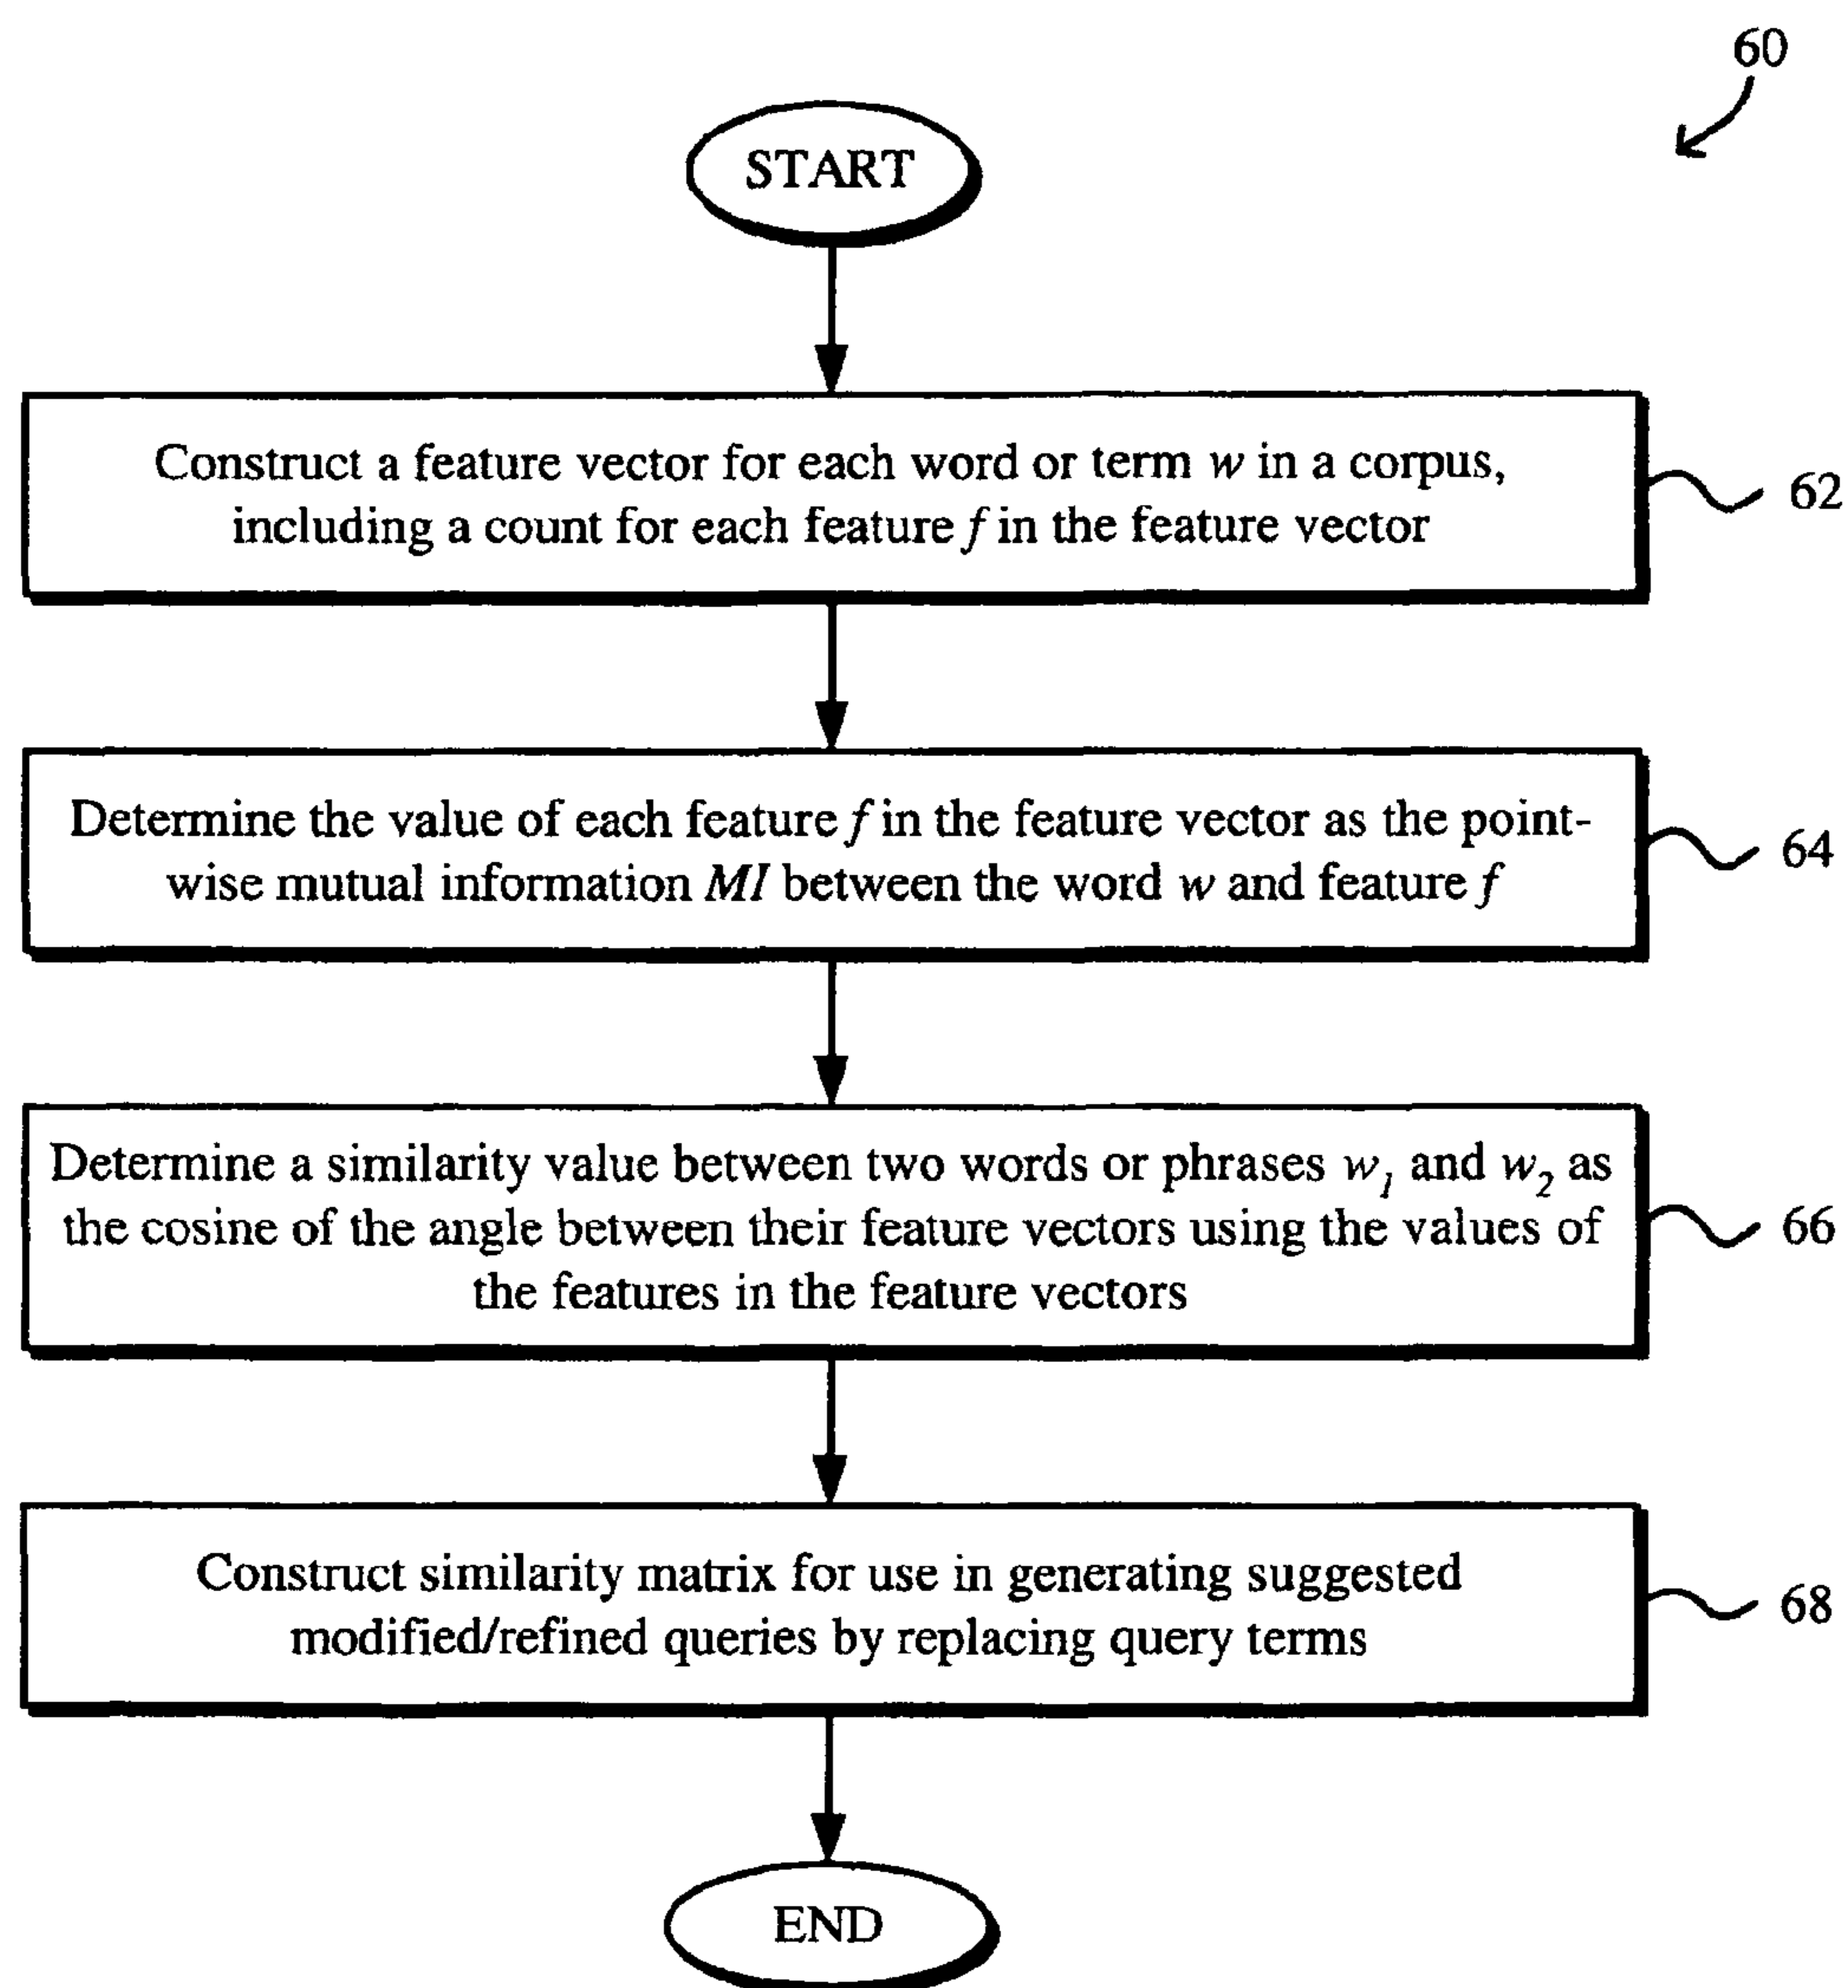 60
START
Construct a feature vector for each word or term w in a corpus,
including a count for each feature f in the feature vector
62
Determine the value of each feature f in the feature vector as the point-
wise mutual information MI between the word w and feature f
64
Determine a similarity value between two words or phrases w1 and w2 as
the cosine of the angle between their feature vectors using the values of
the features in the feature vectors
66
Construct similarity matrix for use in generating suggested
modified/refined queries by replacing query terms
68
END